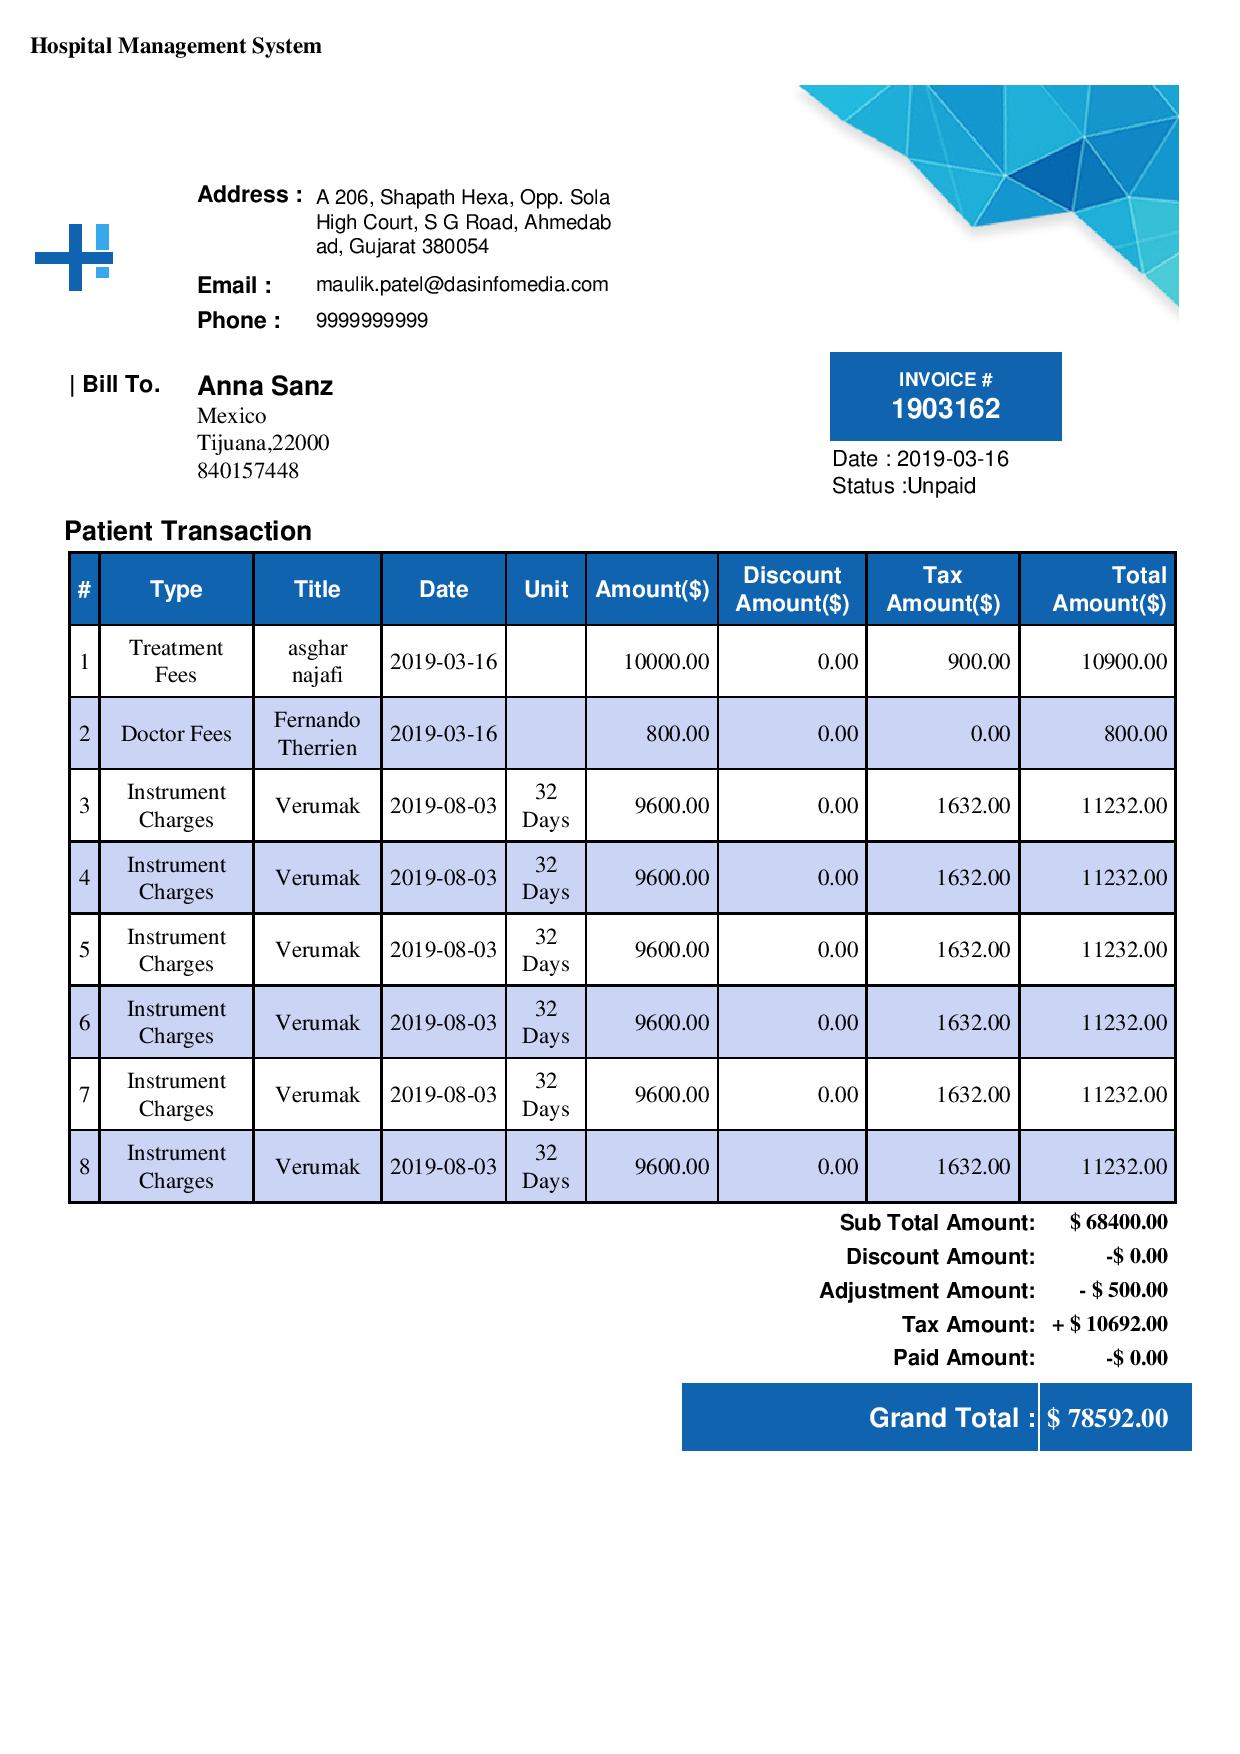 Hospital Management System
Address : A 206, Shapath Hexa, Opp. Sola
High Court, S G Road, Ahmedab
ad, Gujarat 380054
Email : maulik.patel@dasinfomedia.com
Phone : 9999999999
| Bill To. Anna Sanz
Mexico
Tijuana,22000
840157448
INVOICE #
1903162
Date : 2019-03-16
Status :Unpaid
Patient Transaction
# Type Title Date Unit Amount($) Discount Amount($) Tax Amount($) Total Amount($)
1 Treatment Fees asghar najafi 2019-03-16 10000.00 0.00 900.00 10900.00
2 Doctor Fees Fernando Therrien 2019-03-16 800.00 0.00 0.00 800.00
3 Instrument Charges Verumak 2019-08-03 32 Days 9600.00 0.00 1632.00 11232.00
4 Instrument Charges Verumak 2019-08-03 32 Days 9600.00 0.00 1632.00 11232.00
5 Instrument Charges Verumak 2019-08-03 32 Days 9600.00 0.00 1632.00 11232.00
6 Instrument Charges Verumak 2019-08-03 32 Days 9600.00 0.00 1632.00 11232.00
7 Instrument Charges Verumak 2019-08-03 32 Days 9600.00 0.00 1632.00 11232.00
8 Instrument Charges Verumak 2019-08-03 32 Days 9600.00 0.00 1632.00 11232.00
Sub Total Amount: $ 68400.00
Discount Amount: -$ 0.00
Adjustment Amount: - $ 500.00
Tax Amount: + $ 10692.00
Paid Amount: -$ 0.00
Grand Total : $ 78592.00